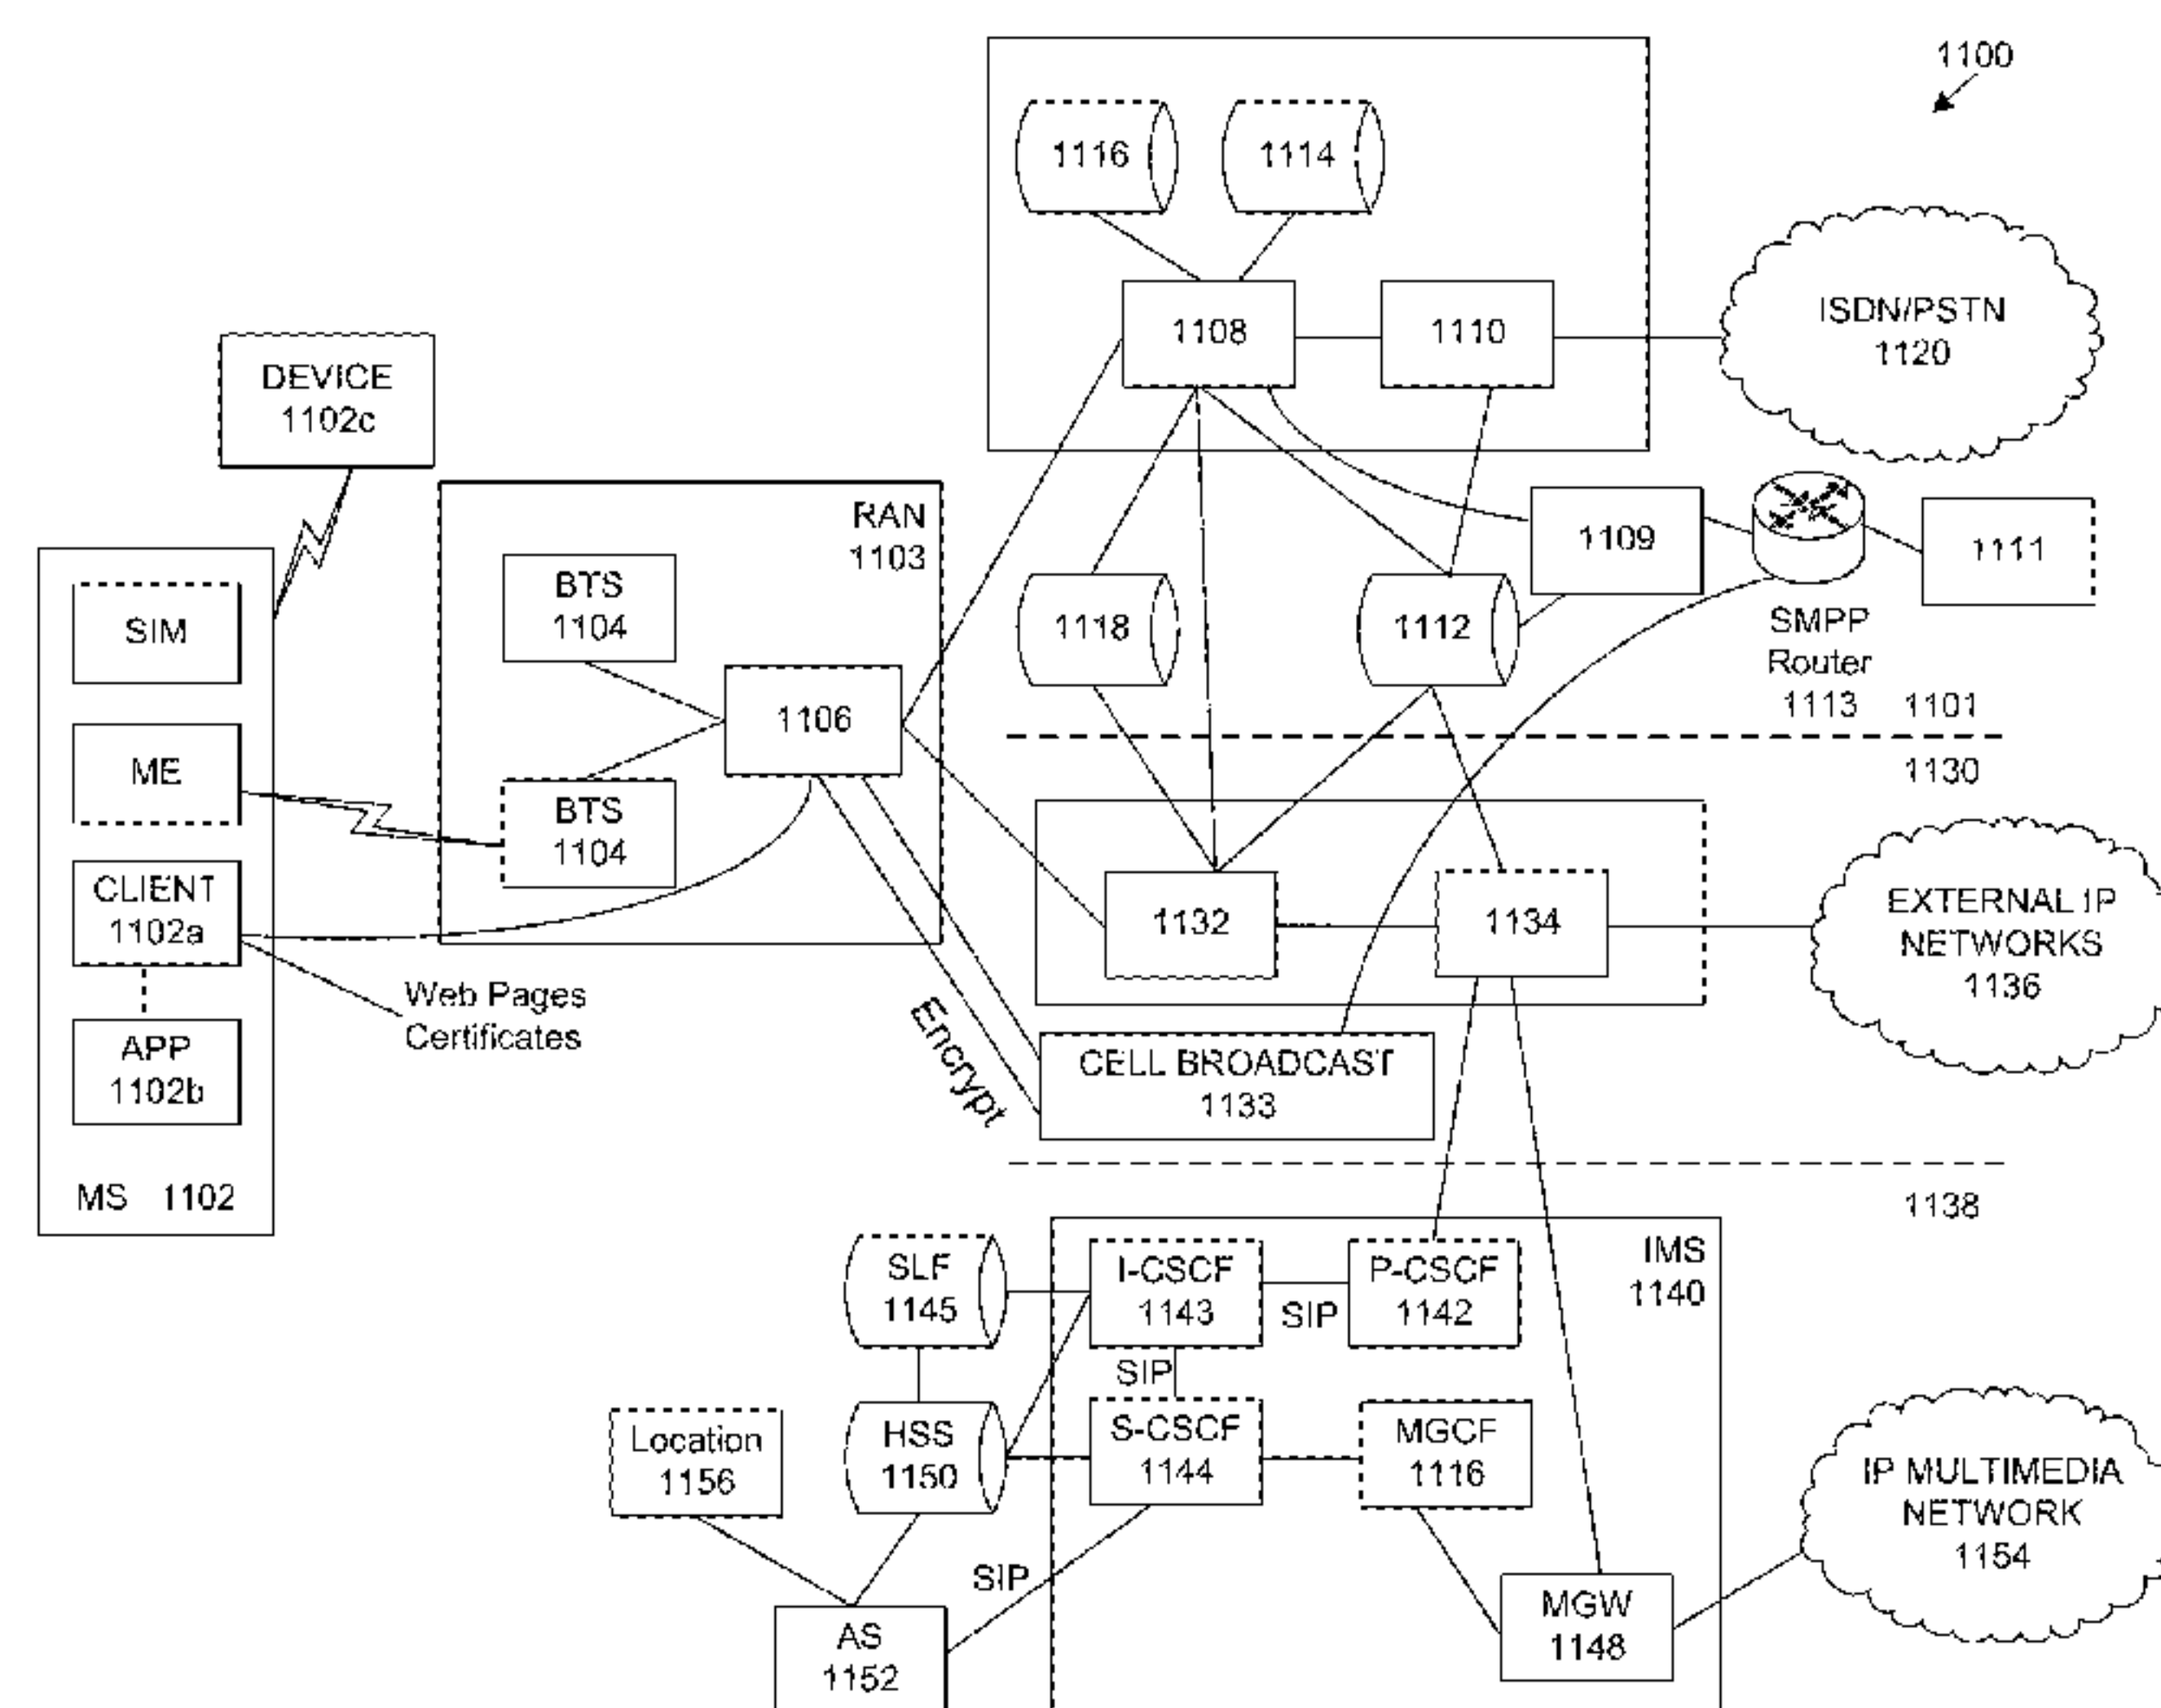 1100
1116
1114
1108
1110
ISDN/PSTN
1120
DEVICE
1102c
RAN
1103
BTS
1104
1106
BTS
1104
SIM
ME
CLIENT
1102a
APP
1102b
MS 1102
Web Pages
Certificates
Encrypt
1118
1112
1109
SMPP
Router
1113
1111
1101
1130
1132
1134
EXTERNAL IP
NETWORKS
1136
CELL BROADCAST
1133
1138
IMS
1140
SLF
1145
I-CSCF
1143
SIP
P-CSCF
1142
SIP
Location
1156
HSS
1150
S-CSCF
1144
MGCF
1116
IP MULTIMEDIA
NETWORK
1154
SIP
AS
1152
MGW
1148